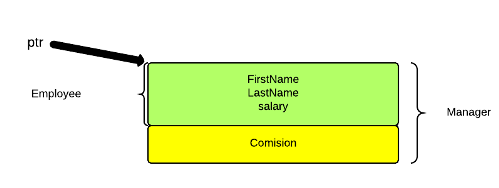 ptr
Employee
FirstName
LastName
salary
Comision
Manager